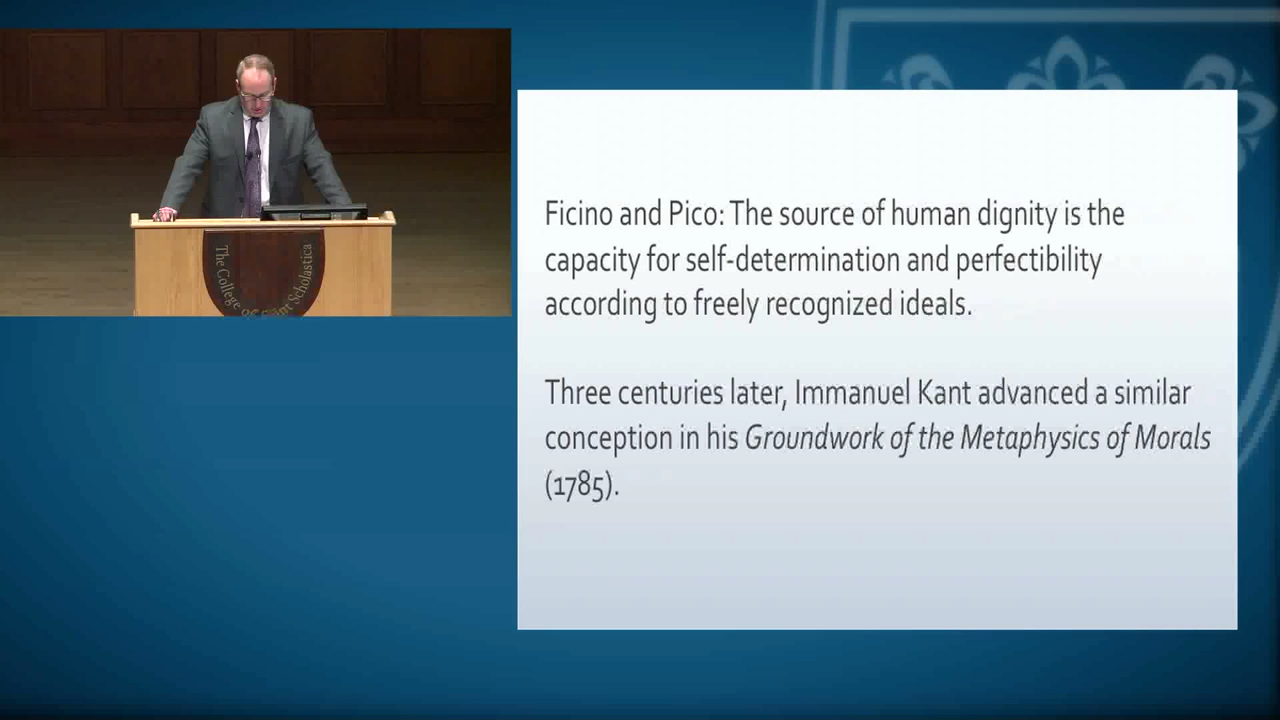 The College of Saint Scholastica
Ficino and Pico: The source of human dignity is the
capacity for self-determination and perfectibility
according to freely recognized ideals.
Three centuries later, Immanuel Kant advanced a similar
conception in his Groundwork of the Metaphysics of Morals
(1785).